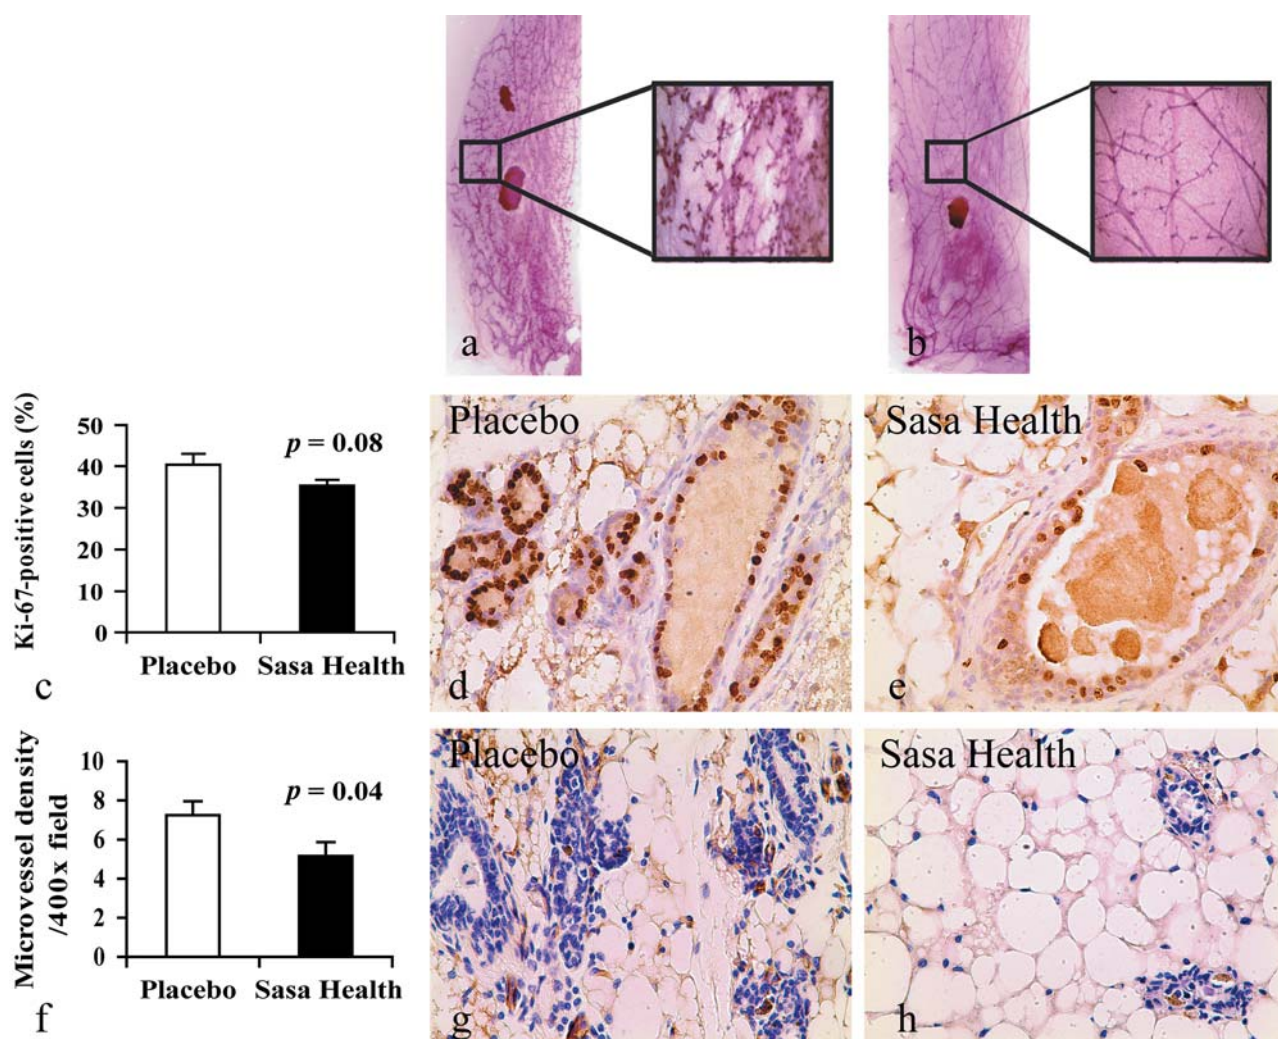 a
b
Ki-67-positive cells (%)
50
40
30
20
10
0
p = 0.08
Placebo
Sasa Health
c
Placebo
d
Sasa Health
e
Microvessel density
/400x field
10
8
6
4
2
0
p = 0.04
Placebo
Sasa Health
f
Placebo
g
Sasa Health
h